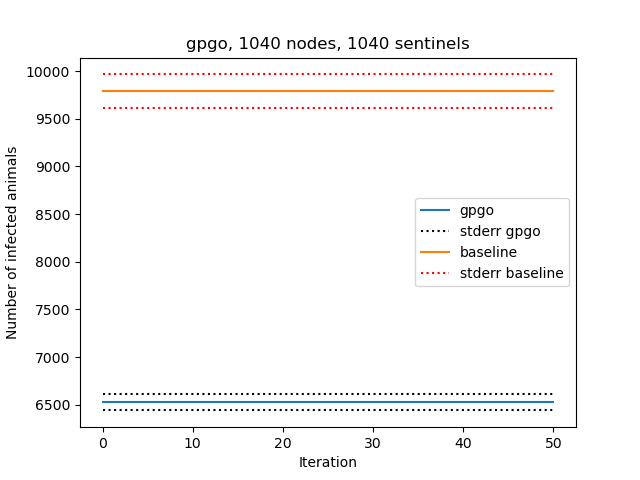 gpgo, 1040 nodes, 1040 sentinels
Number of infected animals
10000
9500
9000
8500
8000
7500
7000
6500
gpgo
stderr gpgo
baseline
stderr baseline
0 10 20 30 40 50
Iteration